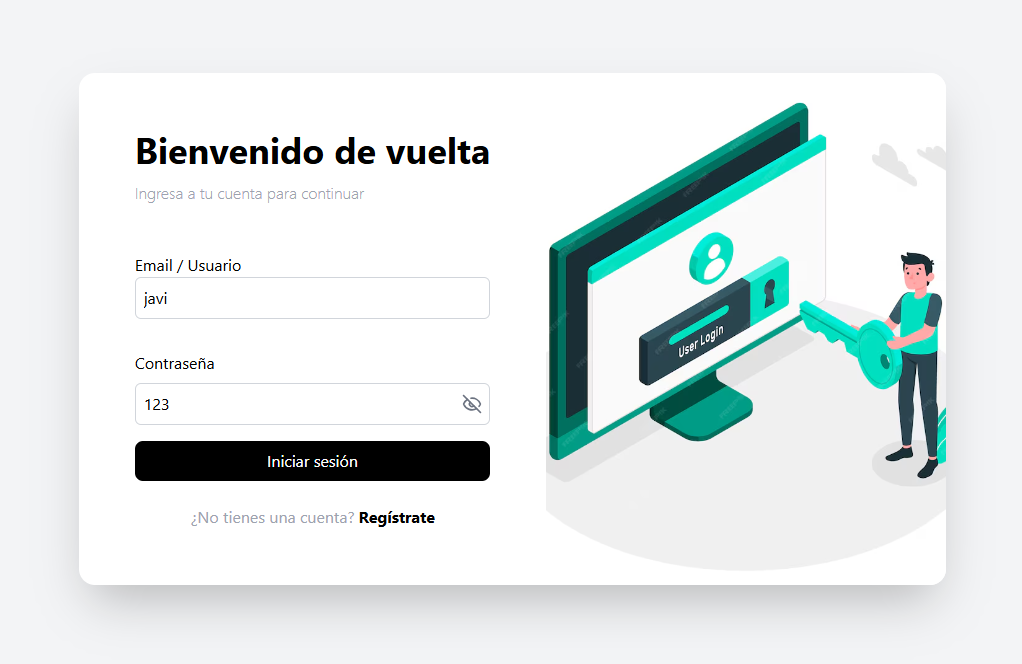 Bienvenido de vuelta
Ingresa a tu cuenta para continuar
Email / Usuario
javi
Contraseña
123
Iniciar sesión
¿No tienes una cuenta? Regístrate
User Login